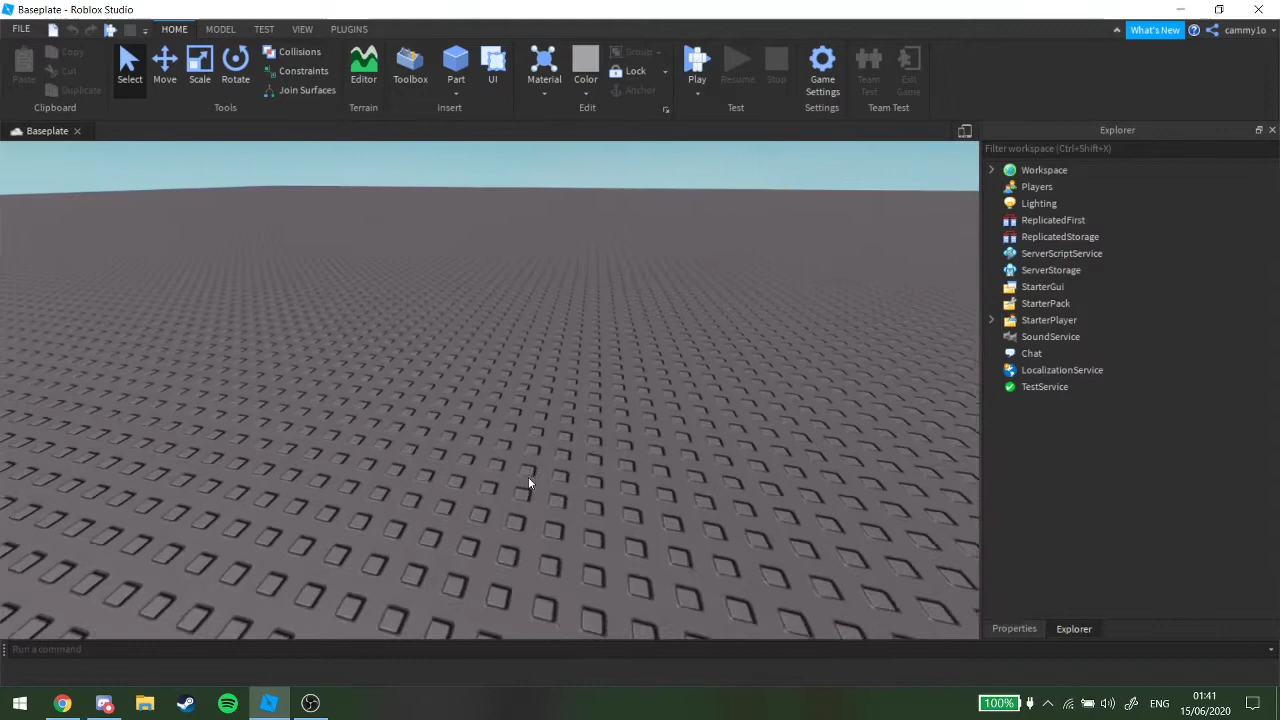 Baseplate - Roblox Studio
FILE HOME MODEL TEST VIEW PLUGINS What's New cammy1o
Paste Copy Cut Duplicate
Clipboard
Select Move Scale Rotate Collisions Constraints Join Surfaces
Tools
Editor
Terrain
Toolbox Part UI
Insert
Material Color Group Lock Anchor
Edit
Play Resume Stop
Test
Game Settings
Settings
Team Test Exit Game
Team Test
Baseplate
Explorer
Filter workspace (Ctrl+Shift+X)
Workspace
Players
Lighting
ReplicatedFirst
ReplicatedStorage
ServerScriptService
ServerStorage
StarterGui
StarterPack
StarterPlayer
SoundService
Chat
LocalizationService
TestService
Properties Explorer
Run a command
100% ENG 01:41
15/06/2020